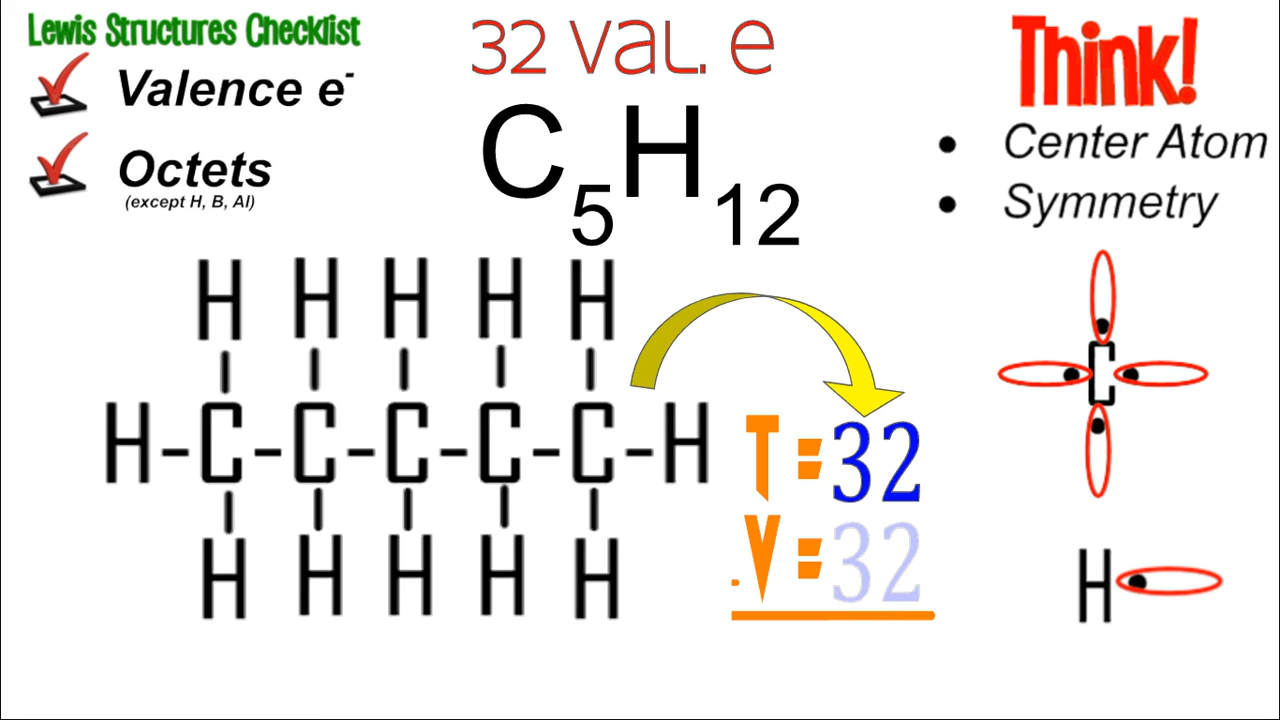 Lewis Structures Checklist
Valence e-
Octets
(except H, B, Al)
32 val. e
C5H12
Think!
• Center Atom
• Symmetry
H H H H H
H-C-C-C-C-C-H
H H H H H
T = 32
V = 32
C
H